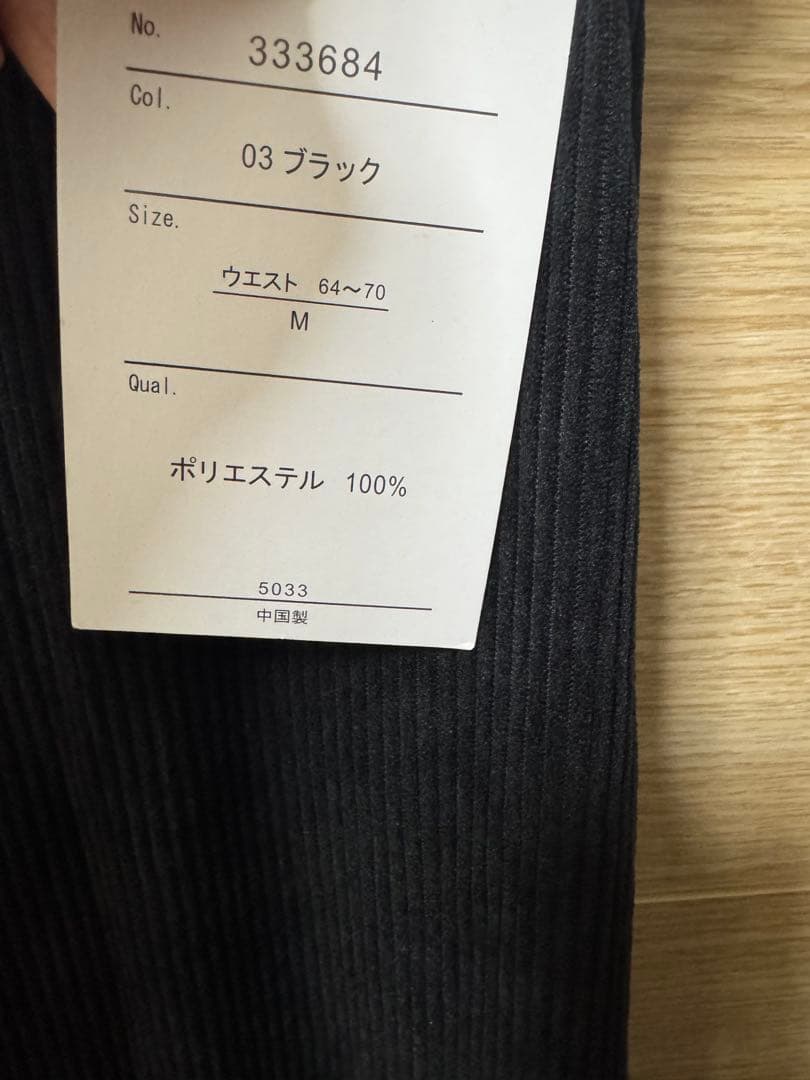 No.
333684
Col.
03 ブラック
Size.
ウエスト 64〜70
M
Qual.
ポリエステル 100%
5033
中国製